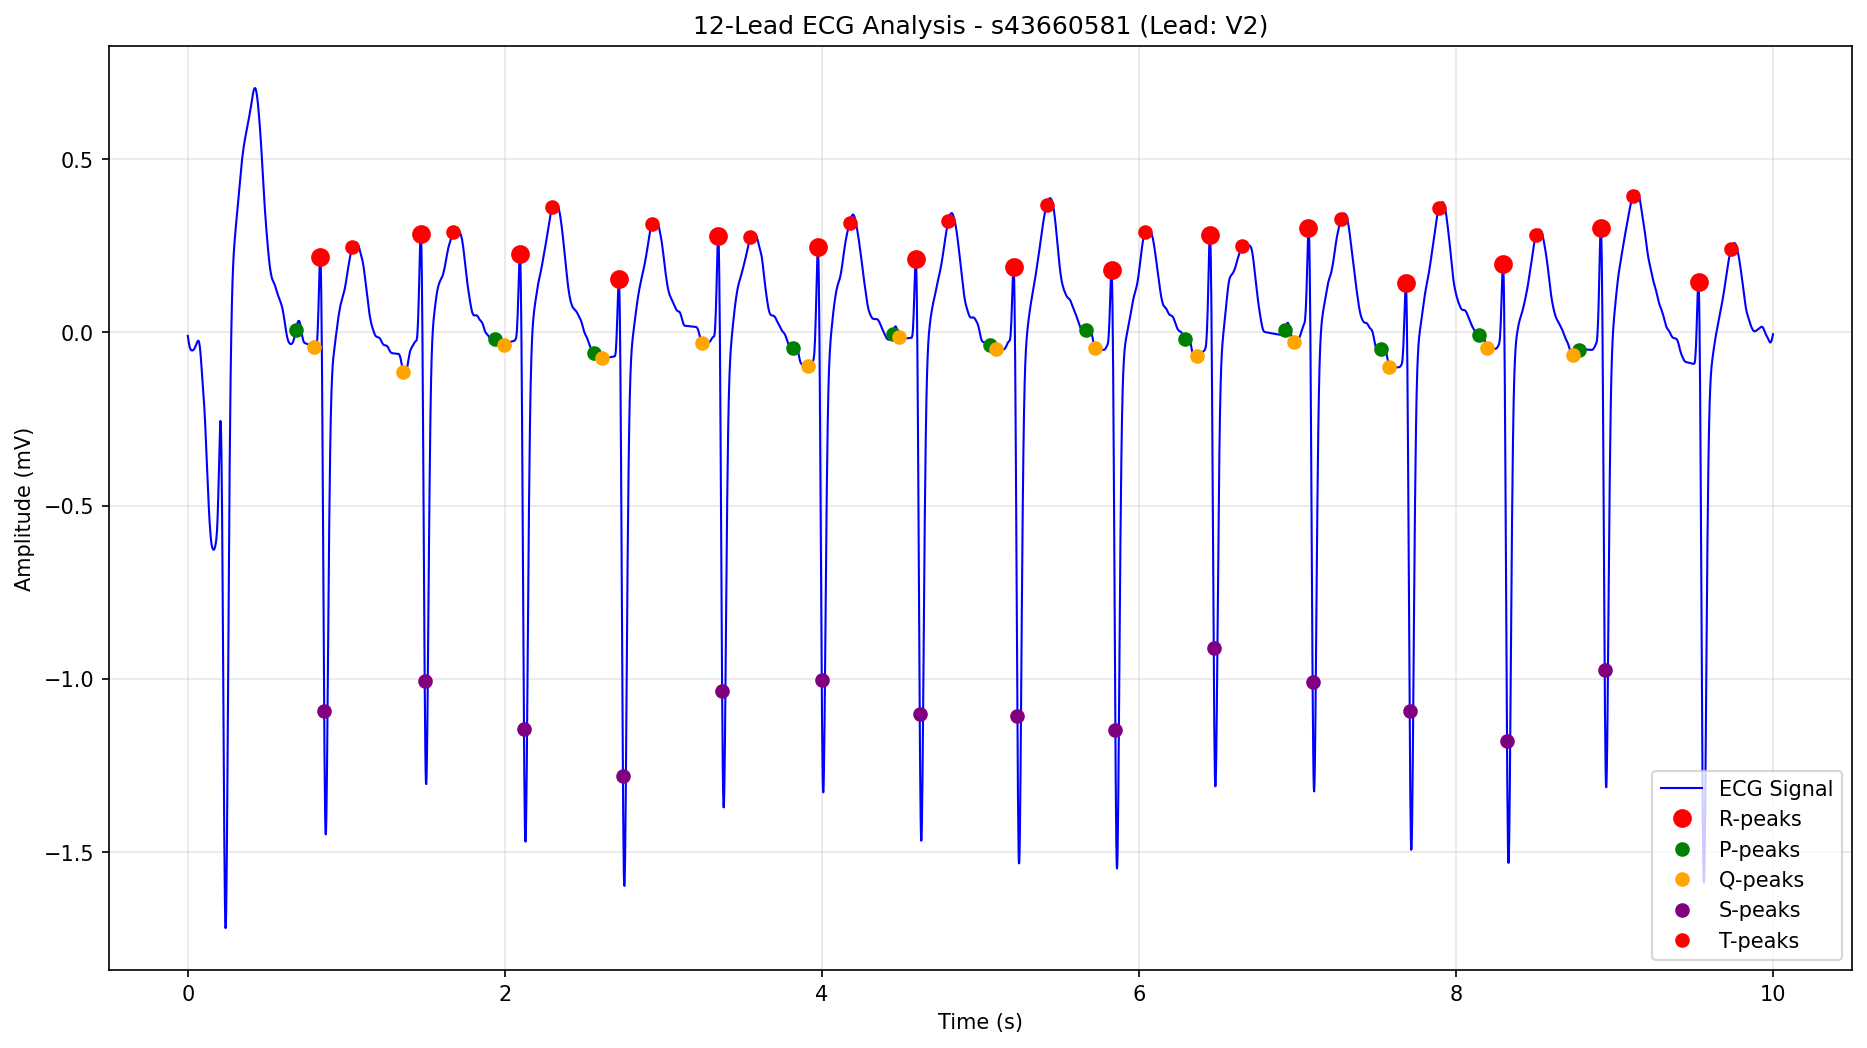 12-Lead ECG Analysis - s43660581 (Lead: V2)
Amplitude (mV)
0.5
0.0
−0.5
−1.0
−1.5
0
2
4
6
8
10
Time (s)
ECG Signal
R-peaks
P-peaks
Q-peaks
S-peaks
T-peaks